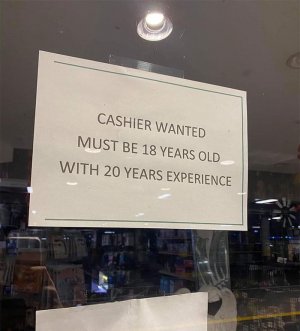 CASHIER WANTED
MUST BE 18 YEARS OLD
WITH 20 YEARS EXPERIENCE